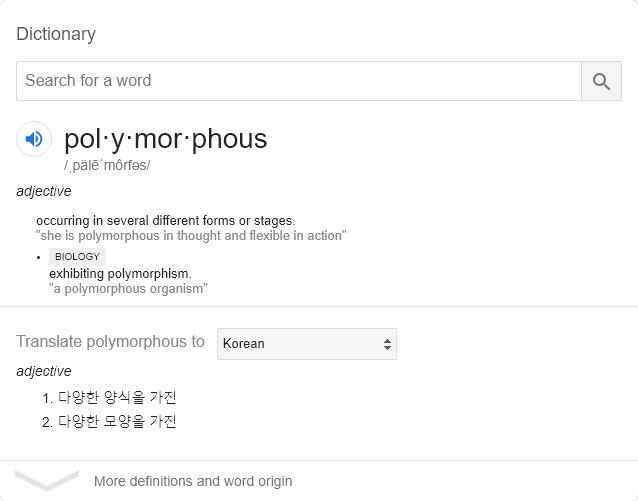 Dictionary
Search for a word
pol·y·mor·phous
/ˌpälēˈmôrfəs/
adjective
occurring in several different forms or stages.
"she is polymorphous in thought and flexible in action"
• BIOLOGY
exhibiting polymorphism.
"a polymorphous organism"
Translate polymorphous to Korean
adjective
1. 다양한 양식을 가진
2. 다양한 모양을 가진
More definitions and word origin